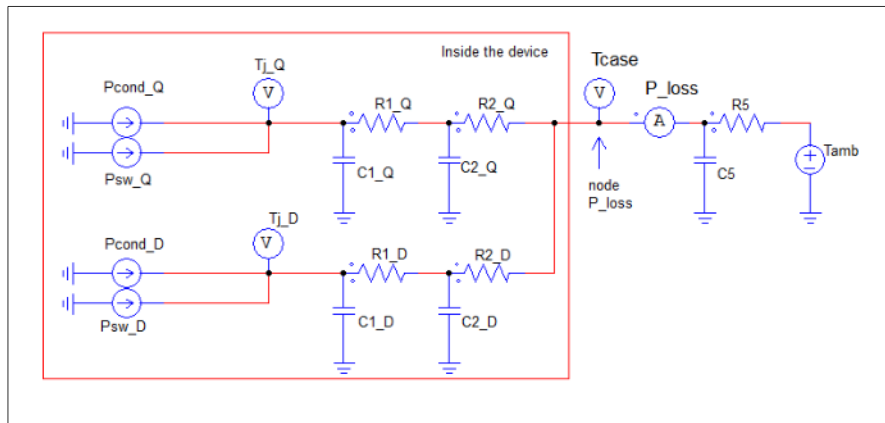 Inside the device
Tcase
Tj_Q
P_loss
Pcond_Q
V
V
R1_Q
R2_Q
R5
A
Psw_Q
C1_Q
C2_Q
node
P_loss
C5
Tamb
Tj_D
Pcond_D
V
R1_D
R2_D
Psw_D
C1_D
C2_D